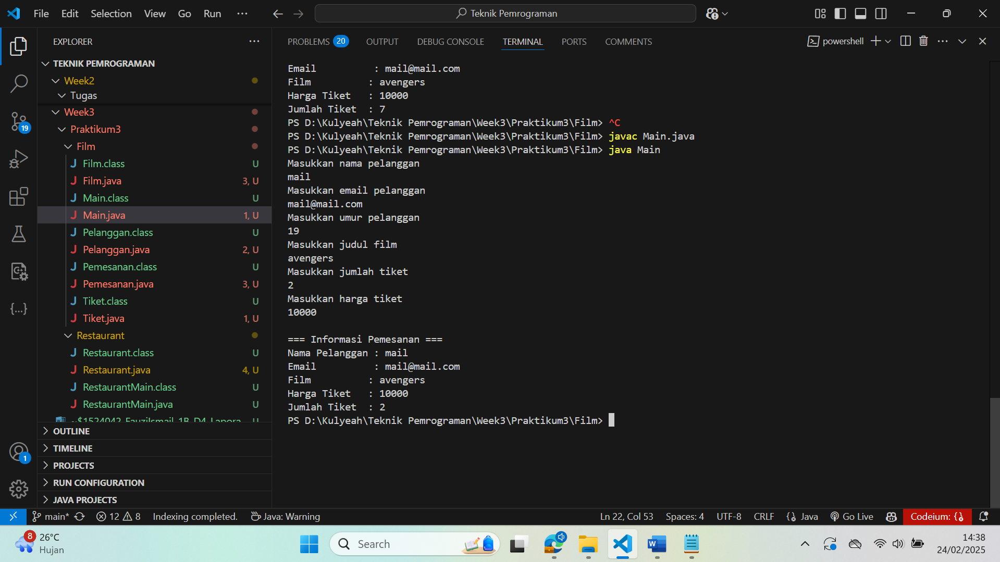 File Edit Selection View Go Run ··· Teknik Pemrograman
EXPLORER
TEKNIK PEMROGRAMAN
Week2
Tugas
Week3
Praktikum3
Film
Film.class U
Film.java 3, U
Main.class U
Main.java 1, U
Pelanggan.class U
Pelanggan.java 2, U
Pemesanan.class U
Pemesanan.java 3, U
Tiket.class U
Tiket.java 1, U
Restaurant
Restaurant.class U
Restaurant.java 4, U
RestaurantMain.class U
RestaurantMain.java U
~$1524042_FauziIsmail_1B_D4_Lapora... U
OUTLINE
TIMELINE
PROJECTS
RUN CONFIGURATION
JAVA PROJECTS
19
1
PROBLEMS 20 OUTPUT DEBUG CONSOLE TERMINAL PORTS COMMENTS powershell
Email : mail@mail.com
Film : avengers
Harga Tiket : 10000
Jumlah Tiket : 7
PS D:\Kulyeah\Teknik Pemrograman\Week3\Praktikum3\Film> ^C
PS D:\Kulyeah\Teknik Pemrograman\Week3\Praktikum3\Film> javac Main.java
PS D:\Kulyeah\Teknik Pemrograman\Week3\Praktikum3\Film> java Main
Masukkan nama pelanggan
mail
Masukkan email pelanggan
mail@mail.com
Masukkan umur pelanggan
19
Masukkan judul film
avengers
Masukkan jumlah tiket
2
Masukkan harga tiket
10000
=== Informasi Pemesanan ===
Nama Pelanggan : mail
Email : mail@mail.com
Film : avengers
Harga Tiket : 10000
Jumlah Tiket : 2
PS D:\Kulyeah\Teknik Pemrograman\Week3\Praktikum3\Film>
main* 12 8 Indexing completed. Java: Warning Ln 22, Col 53 Spaces: 4 UTF-8 CRLF Java Go Live Codeium: {}
8 26°C
Hujan
Search
14:38
24/02/2025